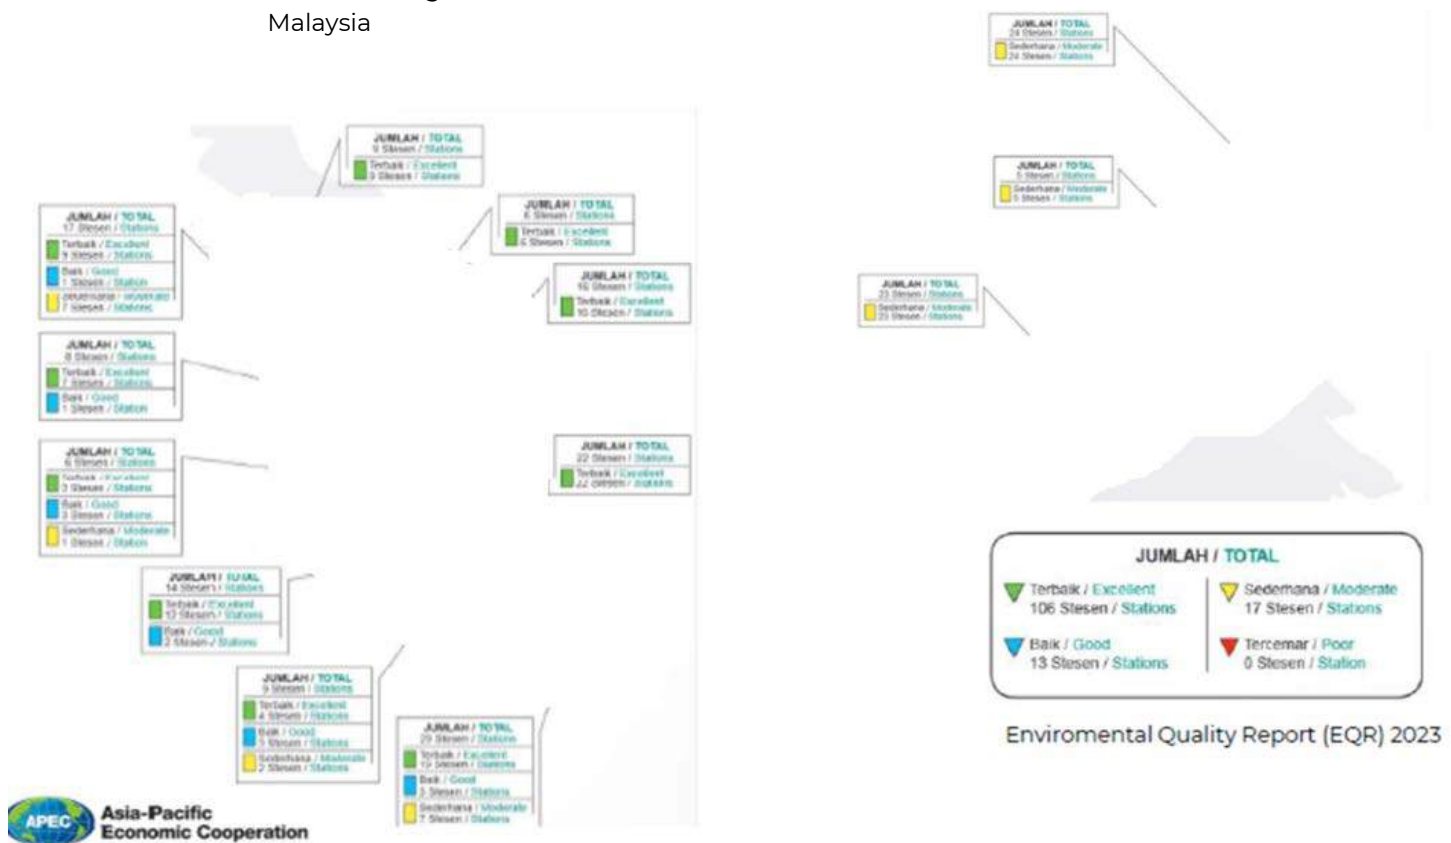 Malaysia
JUMLAH / TOTAL
24 Stesen / Stations
Sederhana / Moderate
24 Stesen / Stations
JUMLAH / TOTAL
9 Stesen / Stations
Terbaik / Excellent
9 Stesen / Stations
JUMLAH / TOTAL
5 Stesen / Stations
Sederhana / Moderate
5 Stesen / Stations
JUMLAH / TOTAL
6 Stesen / Stations
Terbaik / Excellent
6 Stesen / Stations
JUMLAH / TOTAL
17 Stesen / Stations
Terbaik / Excellent
9 Stesen / Stations
Baik / Good
1 Stesen / Station
Sederhana / Moderate
7 Stesen / Stations
JUMLAH / TOTAL
16 Stesen / Stations
Terbaik / Excellent
16 Stesen / Stations
JUMLAH / TOTAL
23 Stesen / Stations
Sederhana / Moderate
23 Stesen / Stations
JUMLAH / TOTAL
8 Stesen / Stations
Terbaik / Excellent
7 Stesen / Stations
Baik / Good
1 Stesen / Station
JUMLAH / TOTAL
6 Stesen / Stations
Terbaik / Excellent
Stesen / Stations
Baik / Good
3 Stesen / Stations
Sederhana / Moderate
1 Stesen / Station
JUMLAH / TOTAL
22 Stesen / Stations
Terbaik / Excellent
22 Stesen / Stations
JUMLAH / TOTAL
14 Stesen / Stations
Terbaik / Excellent
12 Stesen / Stations
Baik / Good
2 Stesen / Stations
JUMLAH / TOTAL
9 Stesen / Stations
Terbaik / Excellent
4 Stesen / Stations
Baik / Good
3 Stesen / Stations
Sederhana / Moderate
2 Stesen / Stations
JUMLAH / TOTAL
Stesen / Stations
Terbaik / Excellent
Stesen / Stations
Baik / Good
3 Stesen / Stations
Sederhana / Moderate
7 Stesen / Stations
JUMLAH / TOTAL
Terbaik / Excellent
106 Stesen / Stations
Sederhana / Moderate
17 Stesen / Stations
Baik / Good
13 Stesen / Stations
Tercemar / Poor
0 Stesen / Station
Enviromental Quality Report (EQR) 2023
APEC
Asia-Pacific
Economic Cooperation